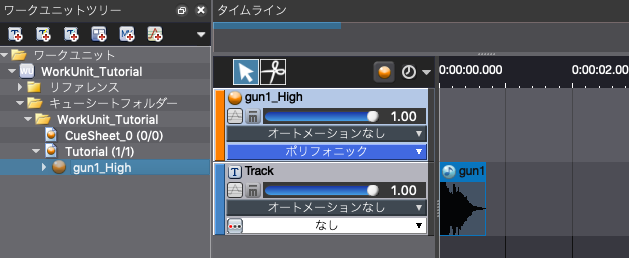 ワークユニットツリー
ワークユニット
WorkUnit_Tutorial
リファレンス
キューシートフォルダー
WorkUnit_Tutorial
CueSheet_0 (0/0)
Tutorial (1/1)
gun1_High
タイムライン
0:00:00.000
0:00:02.00
gun1_High
1.00
オートメーションなし
ポリフォニック
Track
1.00
オートメーションなし
なし
gun1